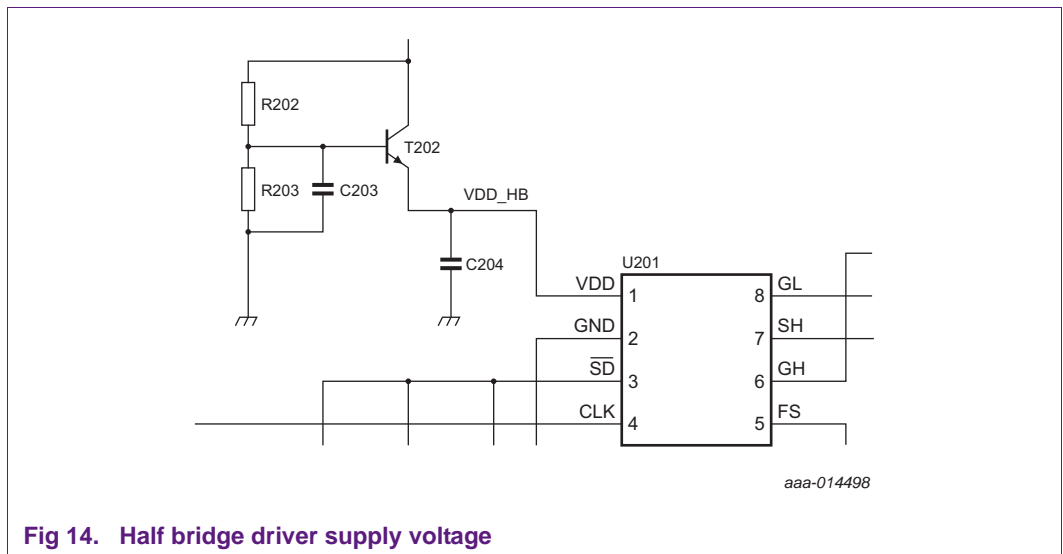 R202
T202
R203
C203
VDD_HB
C204
U201
VDD
1
8
GL
GND
2
7
SH
SD
3
6
GH
CLK
4
5
FS
aaa-014498
Fig 14. Half bridge driver supply voltage